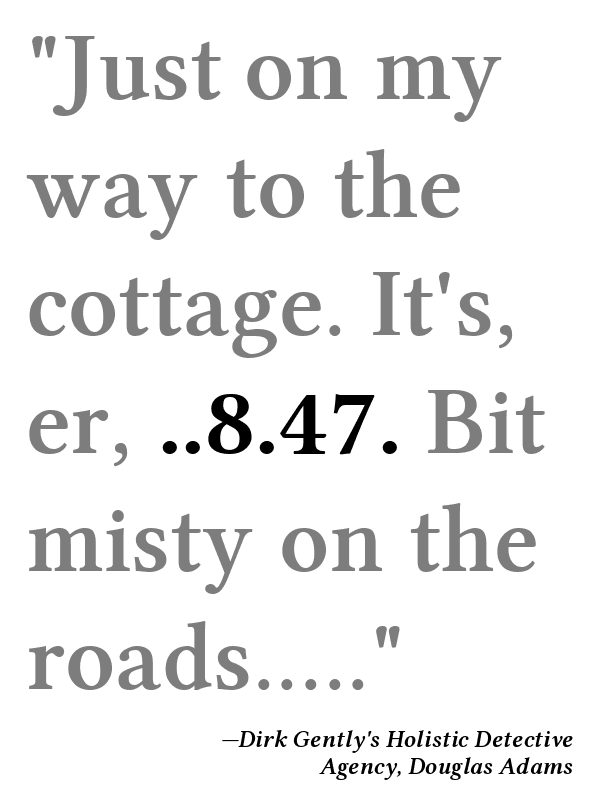 "Just on my
way to the
cottage. It's,
er, ..8.47. Bit
misty on the
roads....."
—Dirk Gently's Holistic Detective
Agency, Douglas Adams